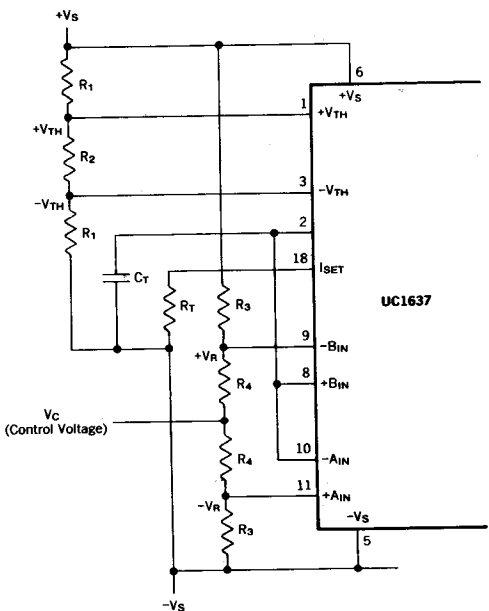 +VS
6
+VS
R1
1
+VTH
+VTH
R2
3
-VTH
-VTH
2
R1
18
ISET
CT
RT
R3
UC1637
9
-BIN
+VR
8
+BIN
R4
VC
(Control Voltage)
10
-AIN
R4
11
+AIN
-VR
-VS
R3
5
-VS